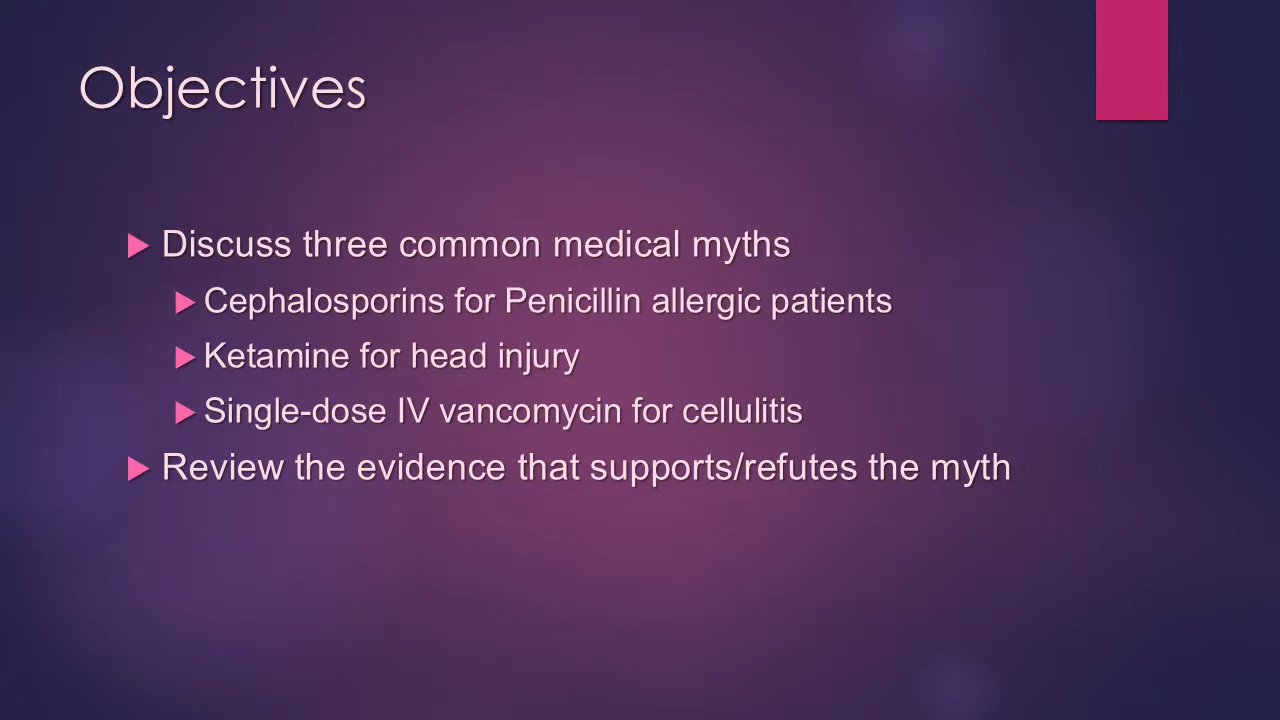 Objectives
Discuss three common medical myths
Cephalosporins for Penicillin allergic patients
Ketamine for head injury
Single-dose IV vancomycin for cellulitis
Review the evidence that supports/refutes the myth